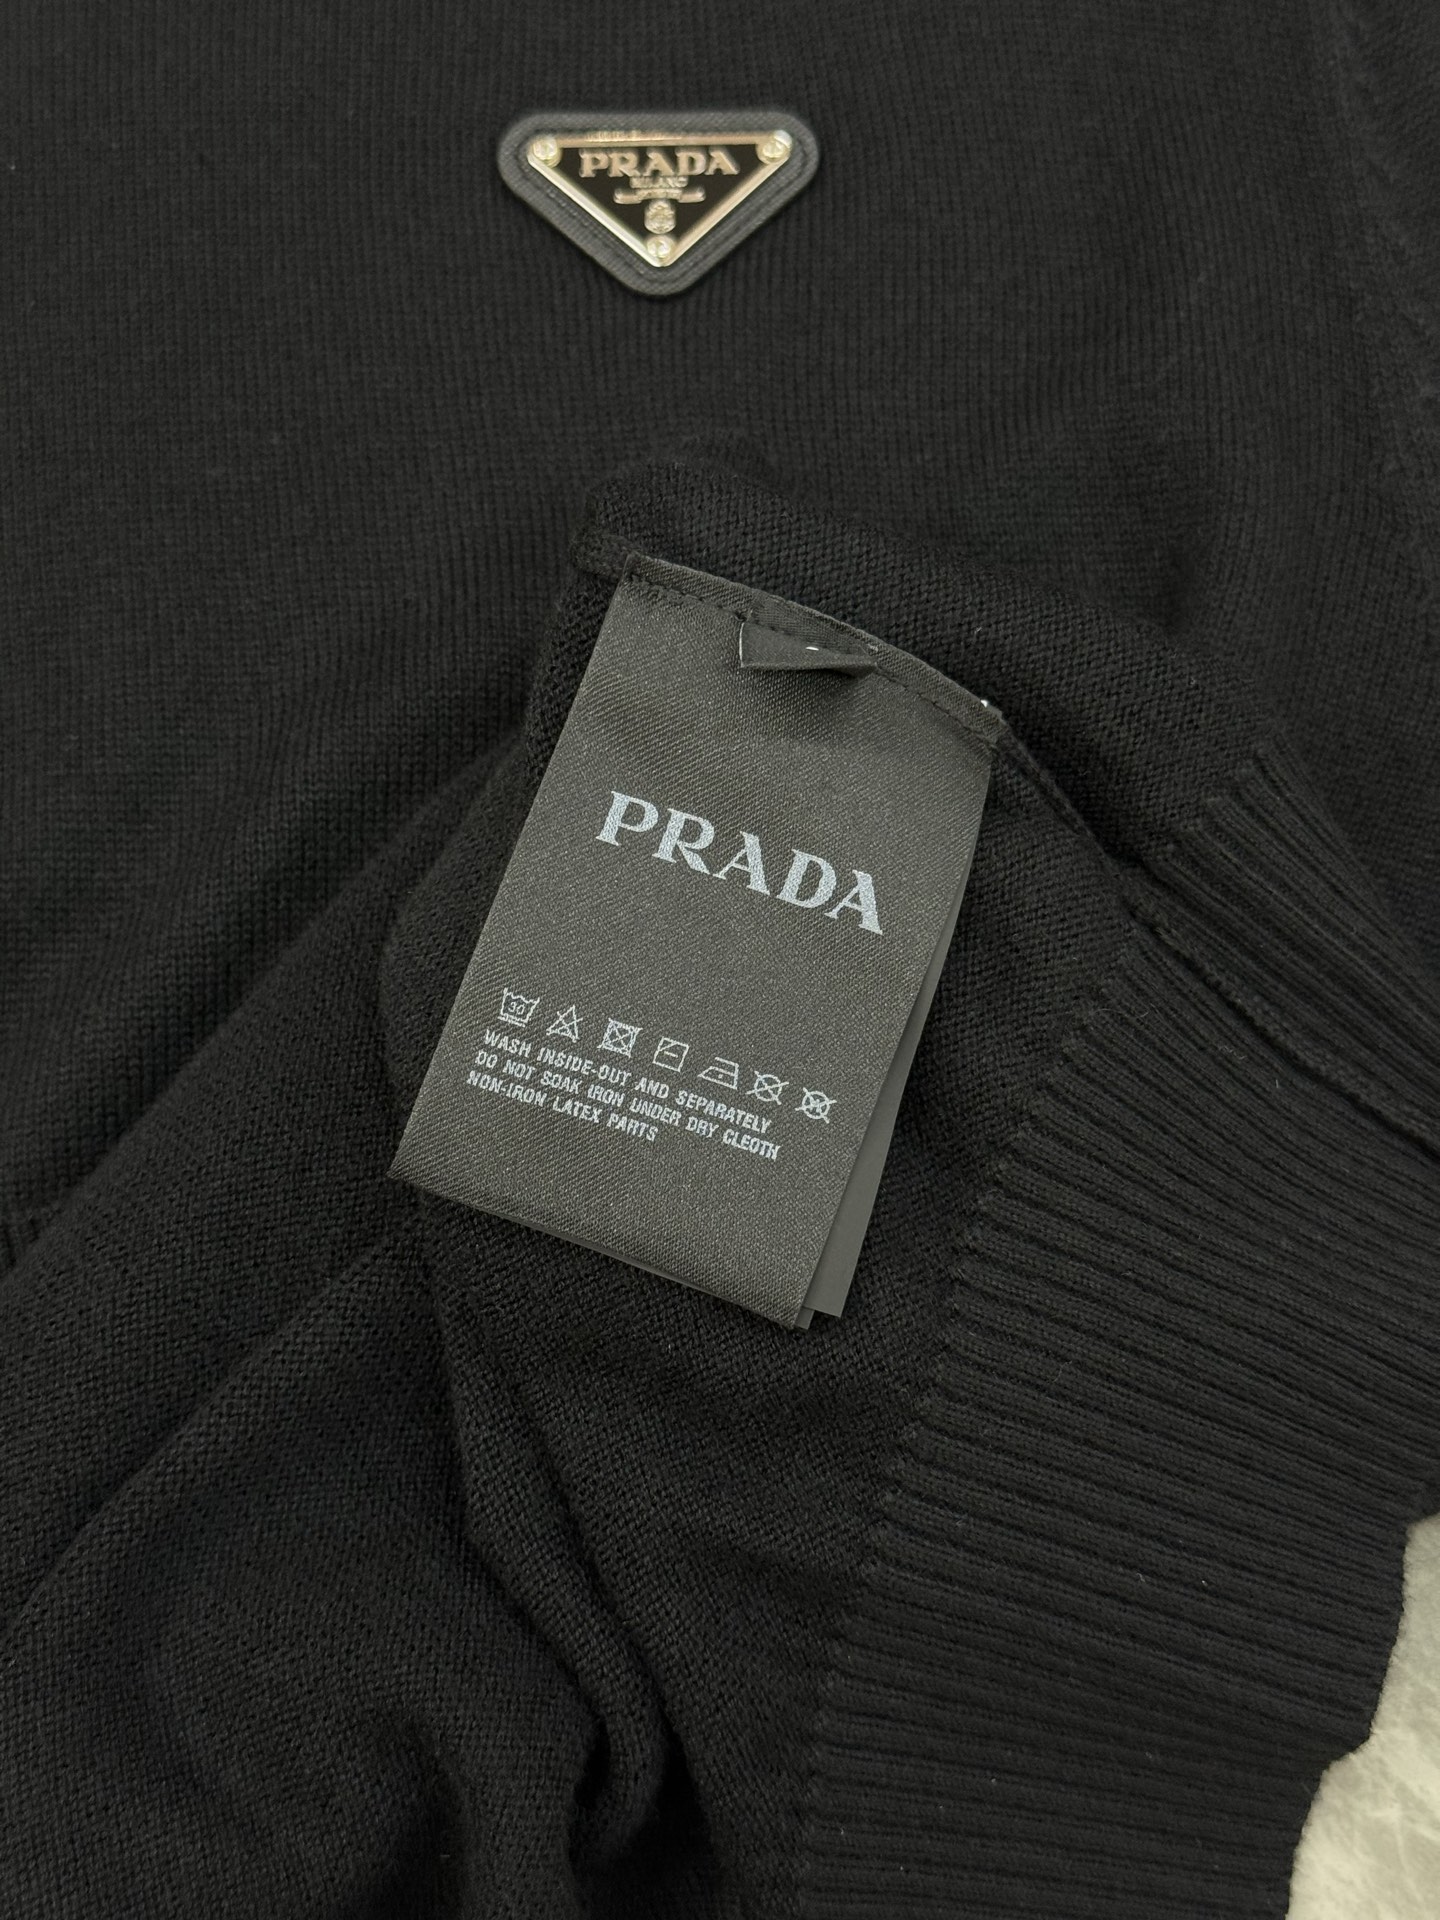 PRADA
MILANO
PRADA
30
WASH INSIDE-OUT AND SEPARATELY
DO NOT SOAK IRON UNDER DRY CLEOTH
NON-IRON LATEX PARTS